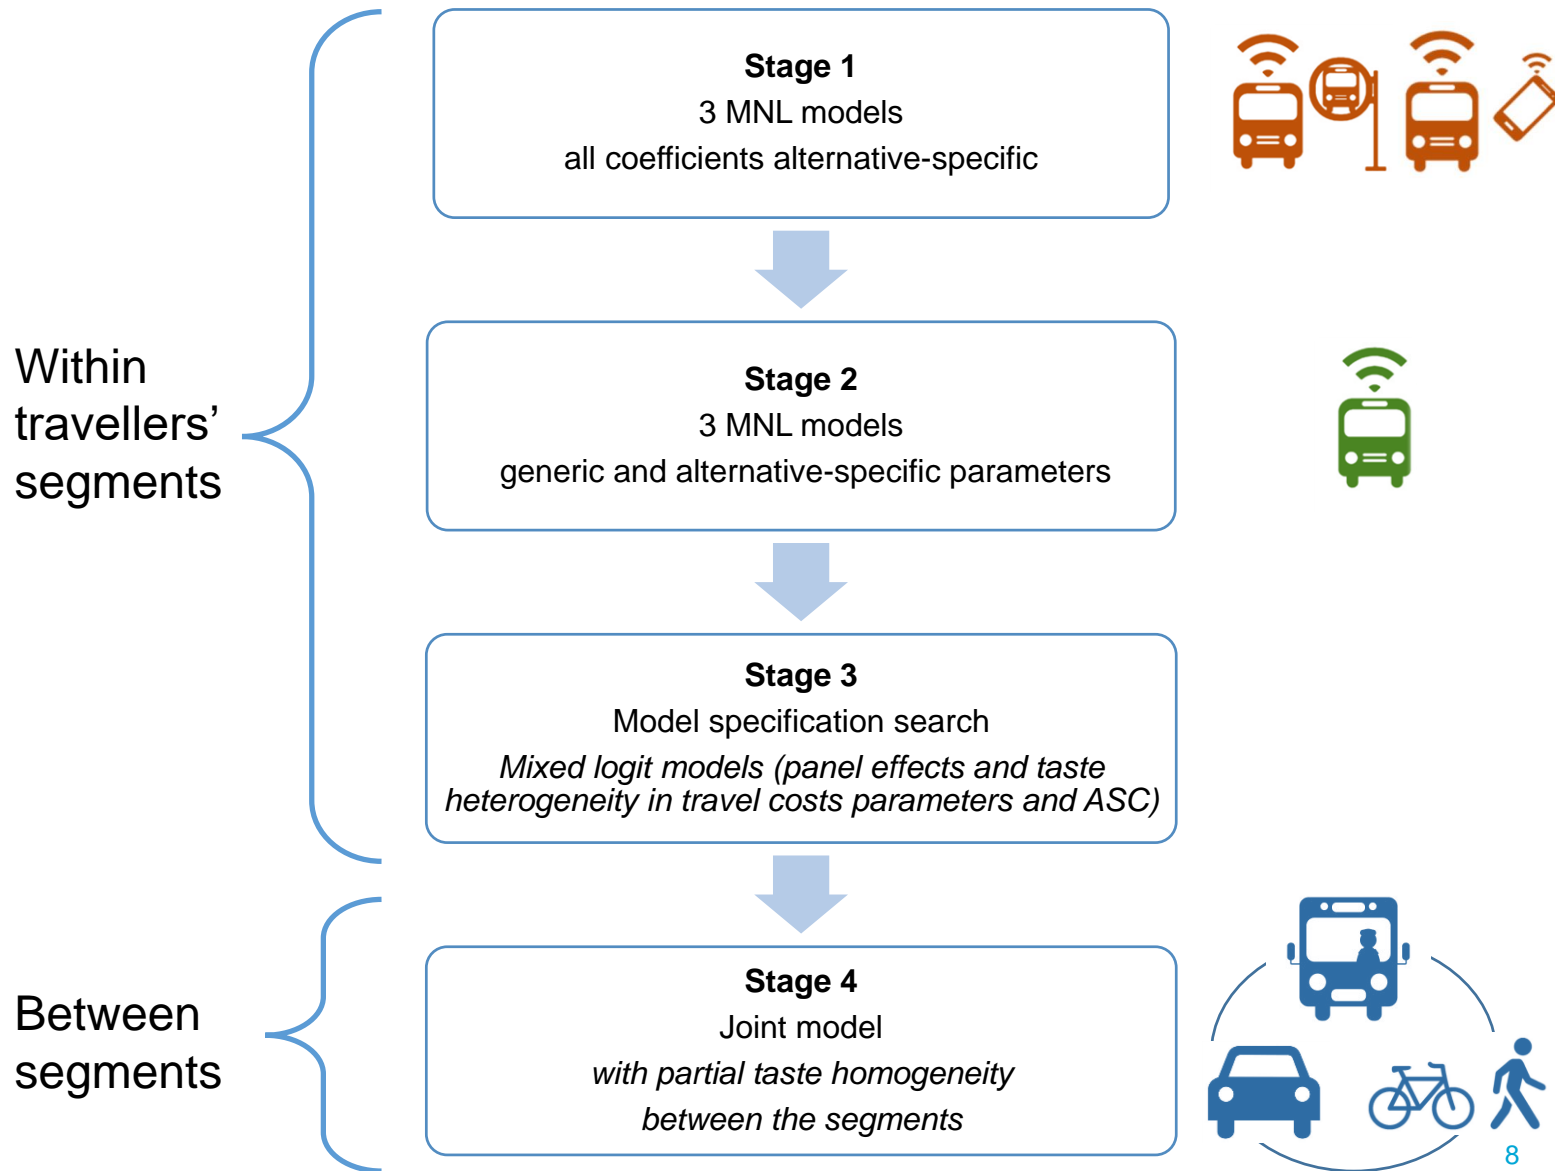 Within
travellers’
segments
Stage 1
3 MNL models
all coefficients alternative-specific
Stage 2
3 MNL models
generic and alternative-specific parameters
Stage 3
Model specification search
Mixed logit models (panel effects and taste
heterogeneity in travel costs parameters and ASC)
Between
segments
Stage 4
Joint model
with partial taste homogeneity
between the segments
8